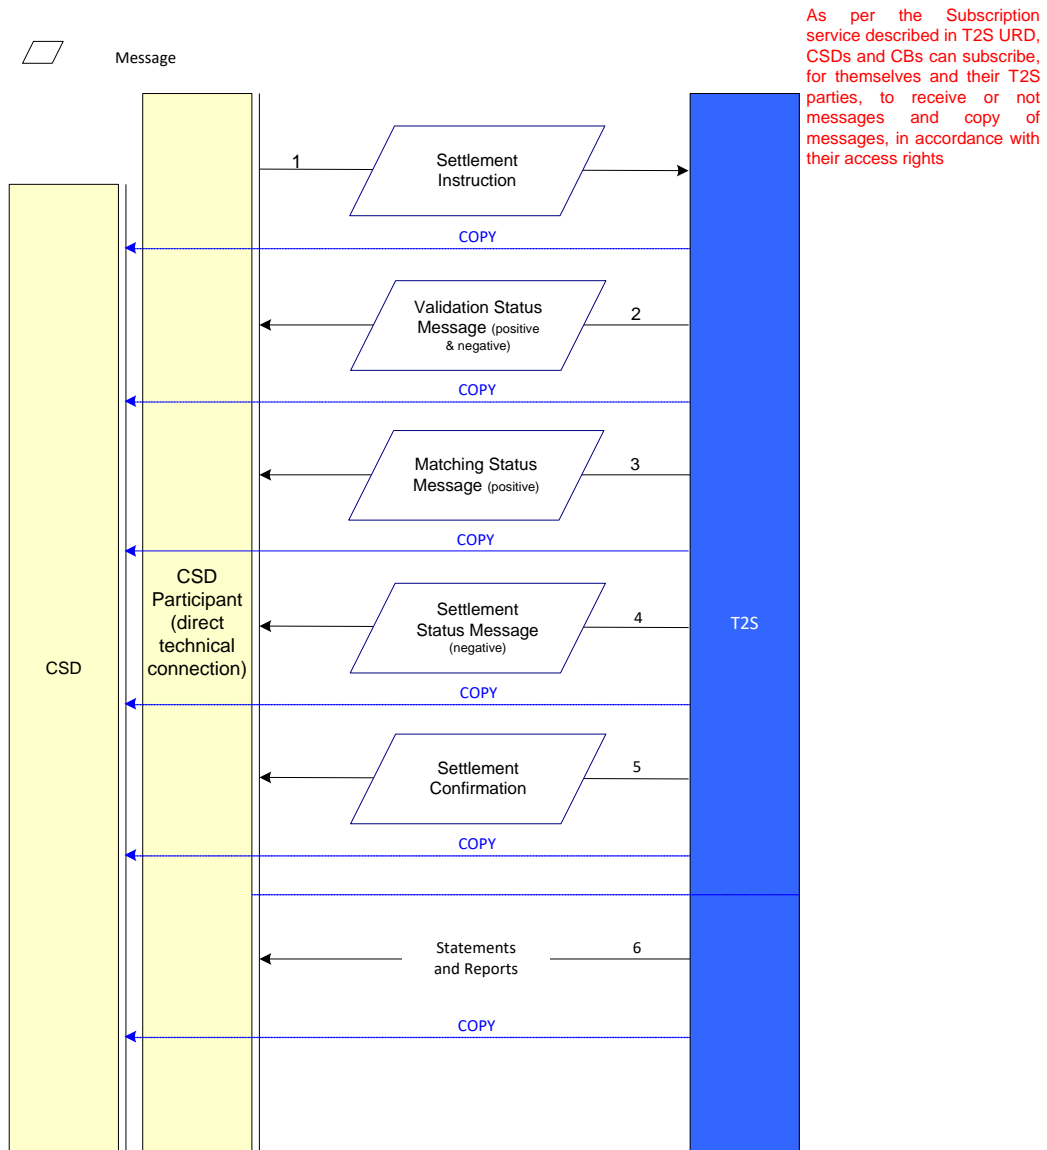 As per the Subscription
service described in T2S URD,
CSDs and CBs can subscribe,
for themselves and their T2S
parties, to receive or not
messages and copy of
messages, in accordance with
their access rights
Message
1
Settlement
Instruction
COPY
Validation Status
Message (positive
& negative)
2
COPY
Matching Status
Message (positive)
3
COPY
CSD
Participant
(direct
technical
connection)
Settlement
Status Message
(negative)
4
T2S
CSD
COPY
Settlement
Confirmation
5
COPY
Statements
and Reports
6
COPY